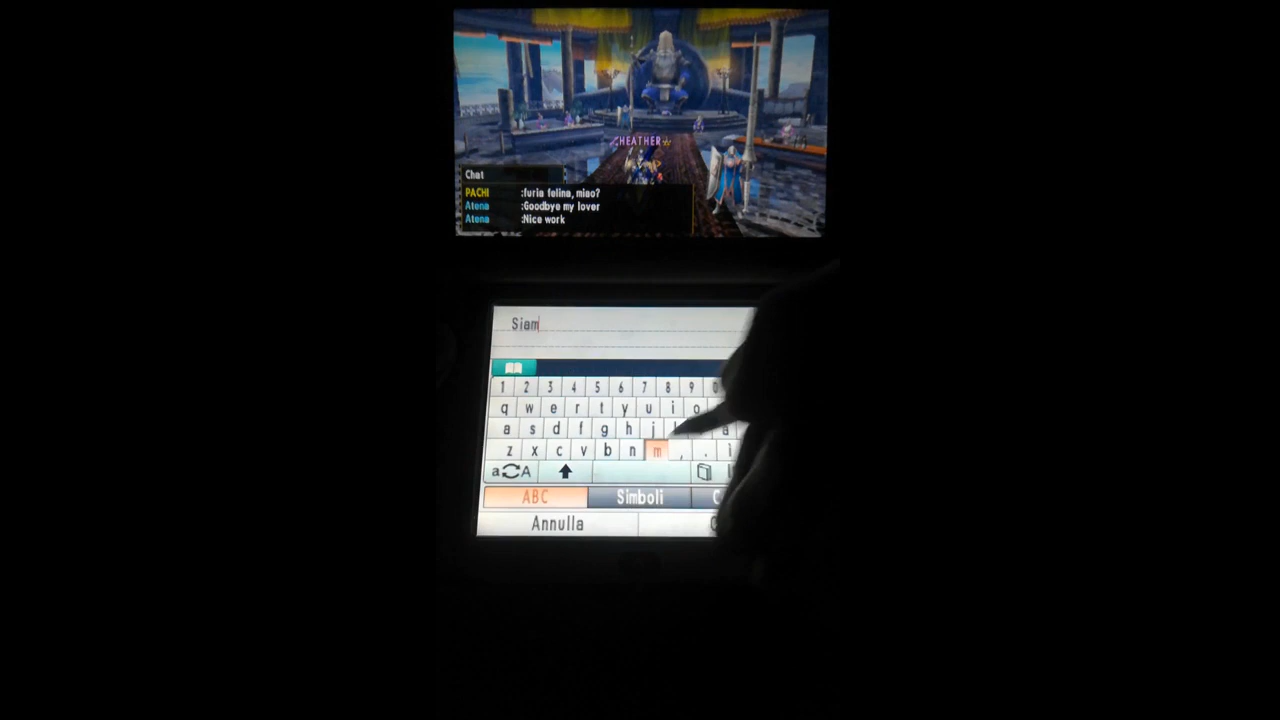 HEATHER
Chat
PACHI :furia felina, miao?
Atena :Goodbye my lover
Atena :Nice work
Siam
1 2 3 4 5 6 7 8 9 0
q w e r t y u i o
a s d f g h j
z x c v b n m , .
a A
ABC Simboli
Annulla